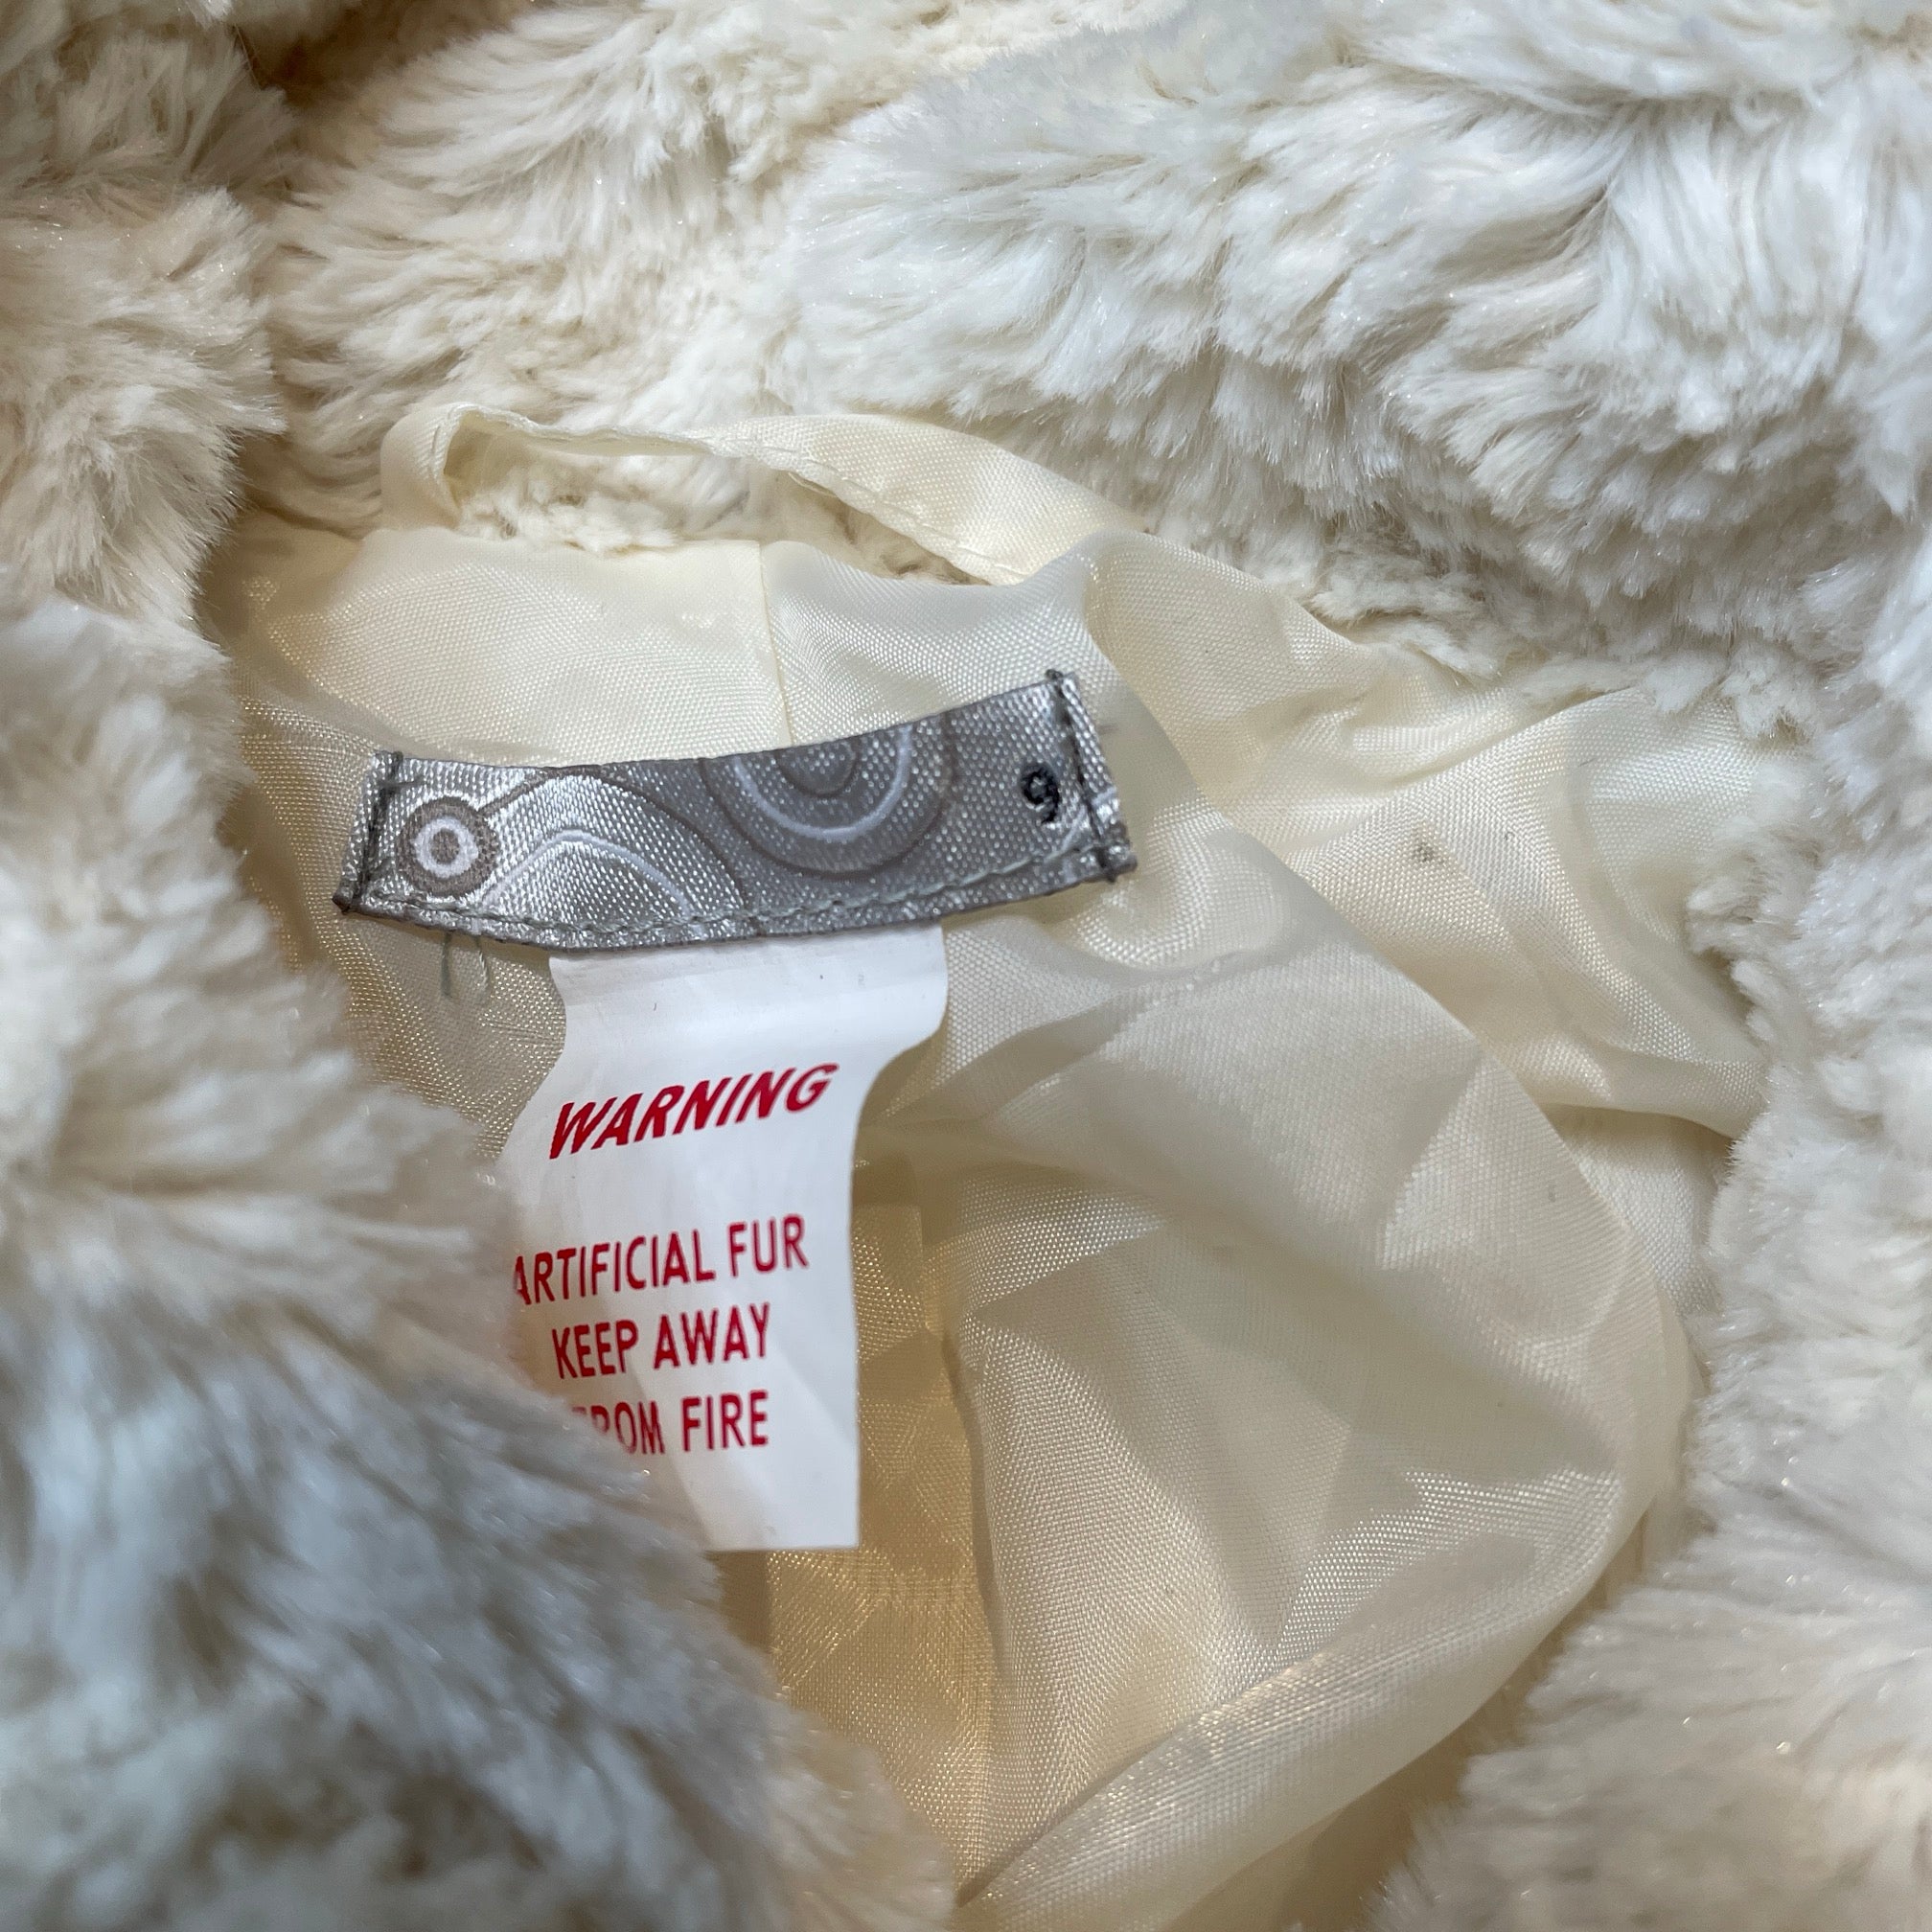 9
WARNING
ARTIFICIAL FUR
KEEP AWAY
FROM FIRE